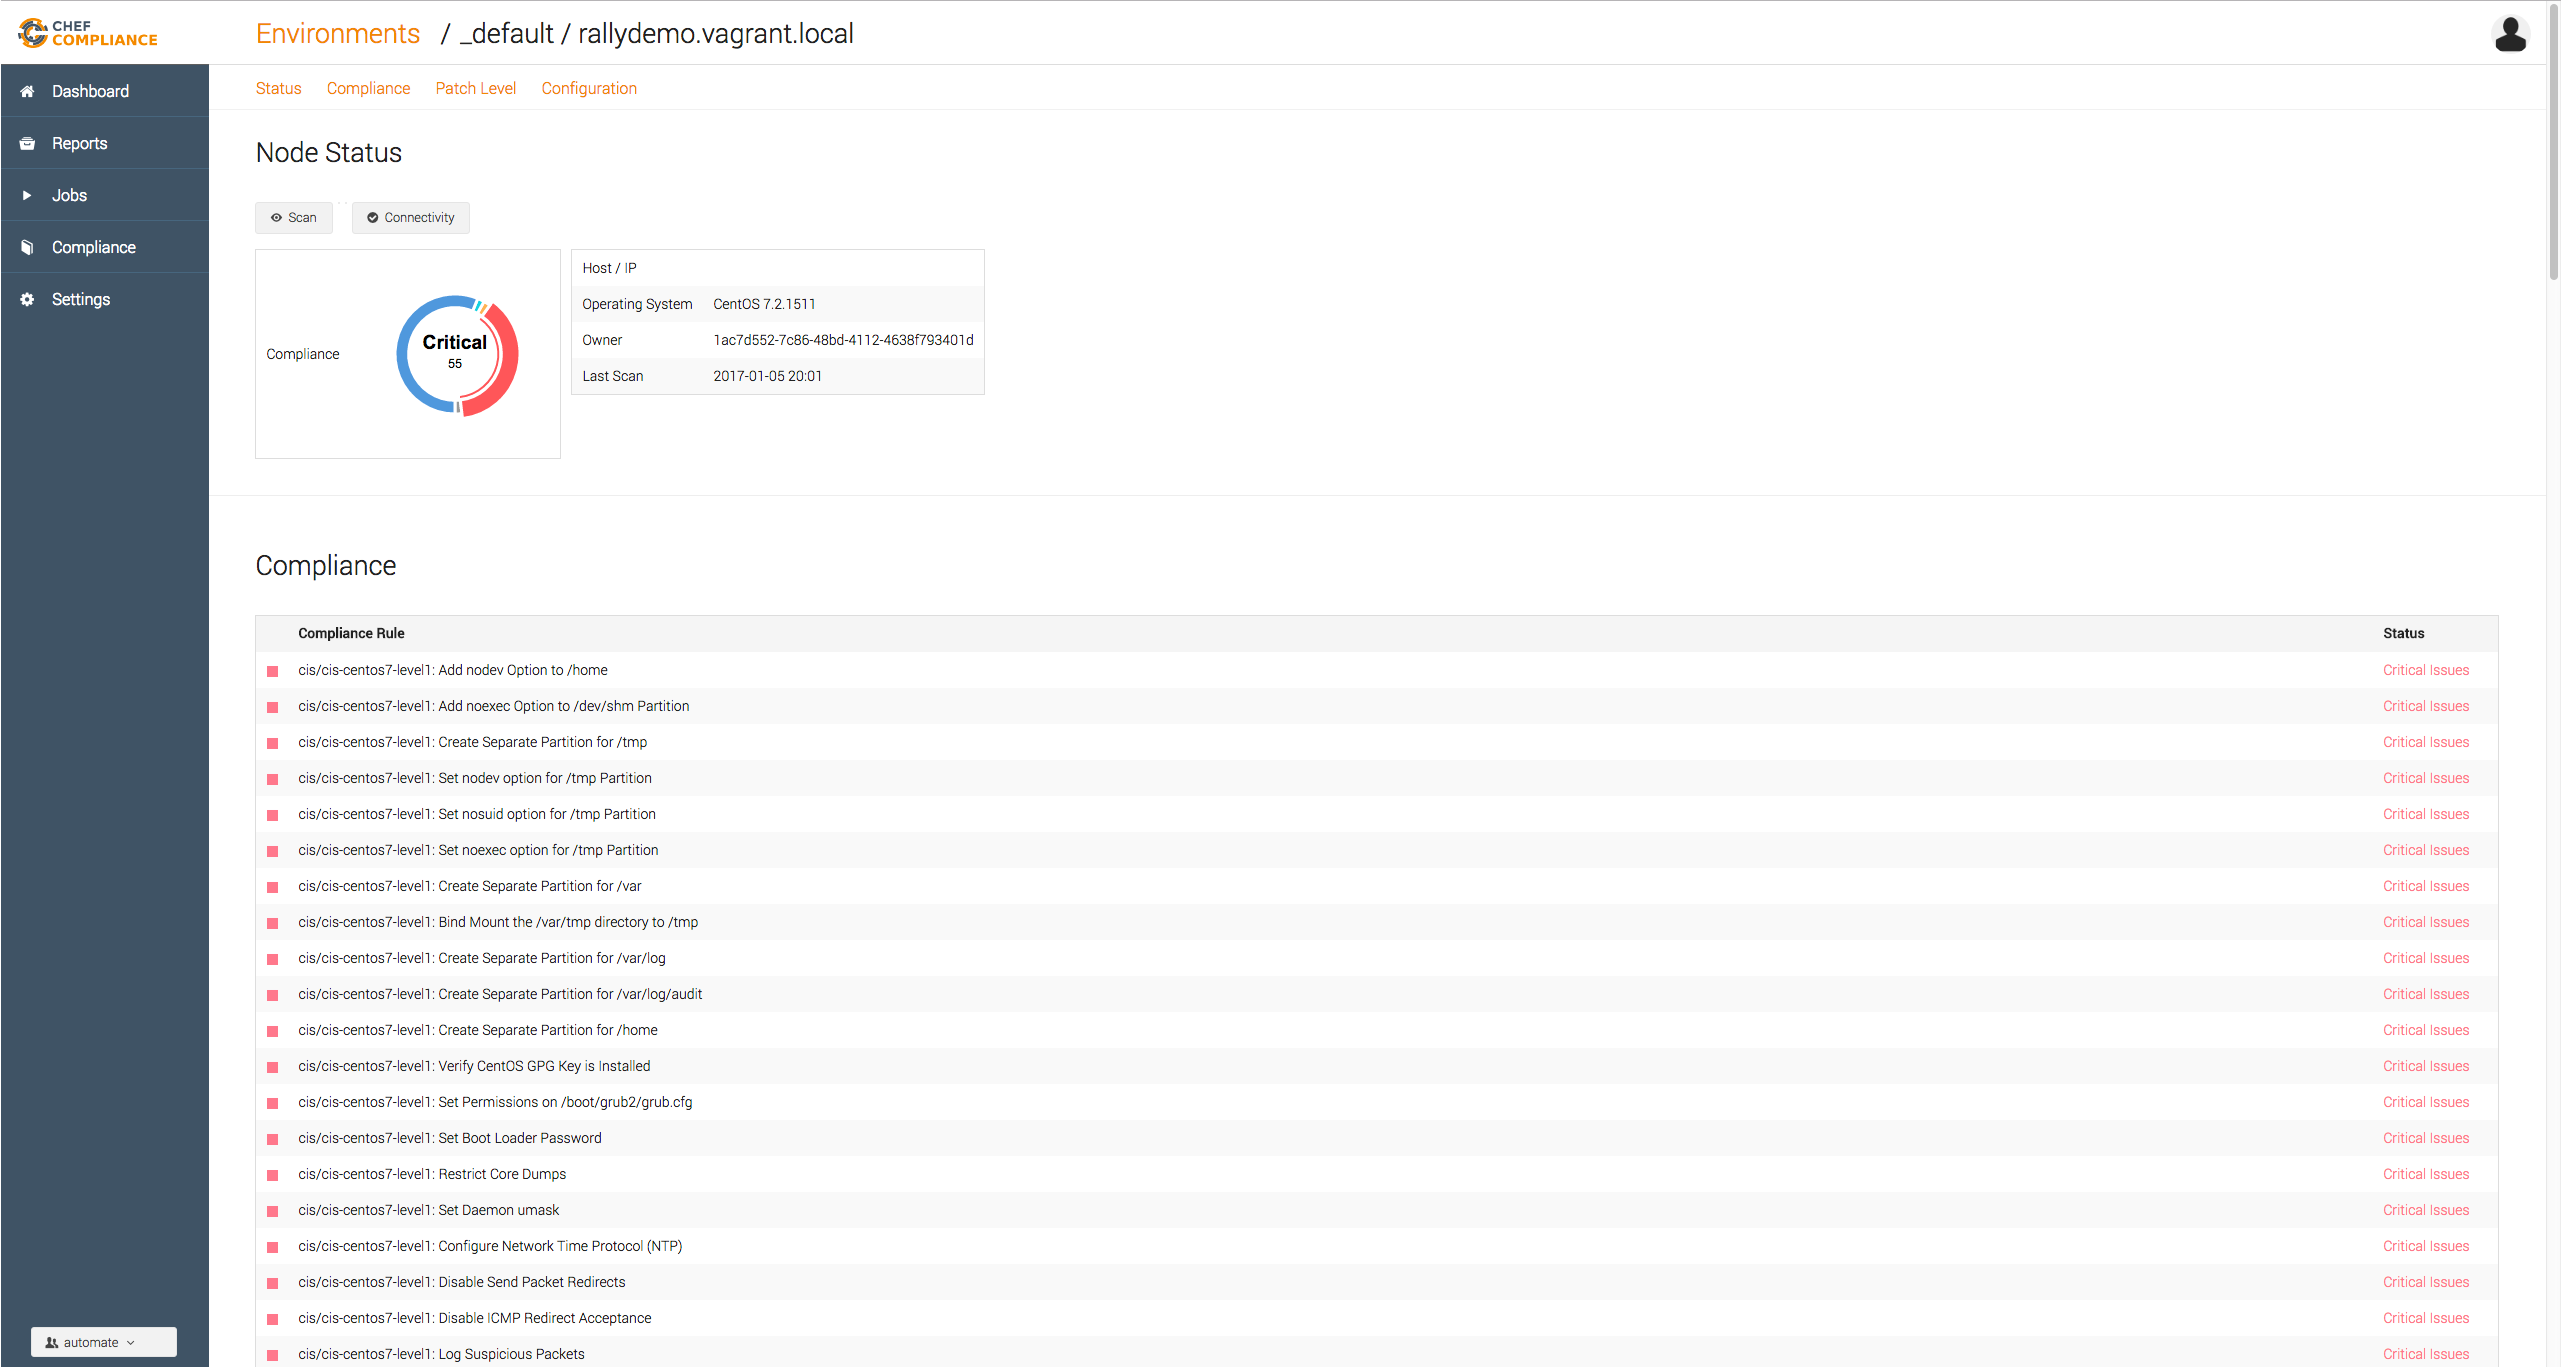 CHEF
COMPLIANCE
Environments / _default / rallydemo.vagrant.local
Dashboard
Reports
Jobs
Compliance
Settings
automate
Status Compliance Patch Level Configuration
Node Status
Scan Connectivity
Compliance
Critical
55
Host / IP
Operating System CentOS 7.2.1511
Owner 1ac7d552-7c86-48bd-4112-4638f793401d
Last Scan 2017-01-05 20:01
Compliance
Compliance Rule Status
cis/cis-centos7-level1: Add nodev Option to /home Critical Issues
cis/cis-centos7-level1: Add noexec Option to /dev/shm Partition Critical Issues
cis/cis-centos7-level1: Create Separate Partition for /tmp Critical Issues
cis/cis-centos7-level1: Set nodev option for /tmp Partition Critical Issues
cis/cis-centos7-level1: Set nosuid option for /tmp Partition Critical Issues
cis/cis-centos7-level1: Set noexec option for /tmp Partition Critical Issues
cis/cis-centos7-level1: Create Separate Partition for /var Critical Issues
cis/cis-centos7-level1: Bind Mount the /var/tmp directory to /tmp Critical Issues
cis/cis-centos7-level1: Create Separate Partition for /var/log Critical Issues
cis/cis-centos7-level1: Create Separate Partition for /var/log/audit Critical Issues
cis/cis-centos7-level1: Create Separate Partition for /home Critical Issues
cis/cis-centos7-level1: Verify CentOS GPG Key is Installed Critical Issues
cis/cis-centos7-level1: Set Permissions on /boot/grub2/grub.cfg Critical Issues
cis/cis-centos7-level1: Set Boot Loader Password Critical Issues
cis/cis-centos7-level1: Restrict Core Dumps Critical Issues
cis/cis-centos7-level1: Set Daemon umask Critical Issues
cis/cis-centos7-level1: Configure Network Time Protocol (NTP) Critical Issues
cis/cis-centos7-level1: Disable Send Packet Redirects Critical Issues
cis/cis-centos7-level1: Disable ICMP Redirect Acceptance Critical Issues
cis/cis-centos7-level1: Log Suspicious Packets Critical Issues